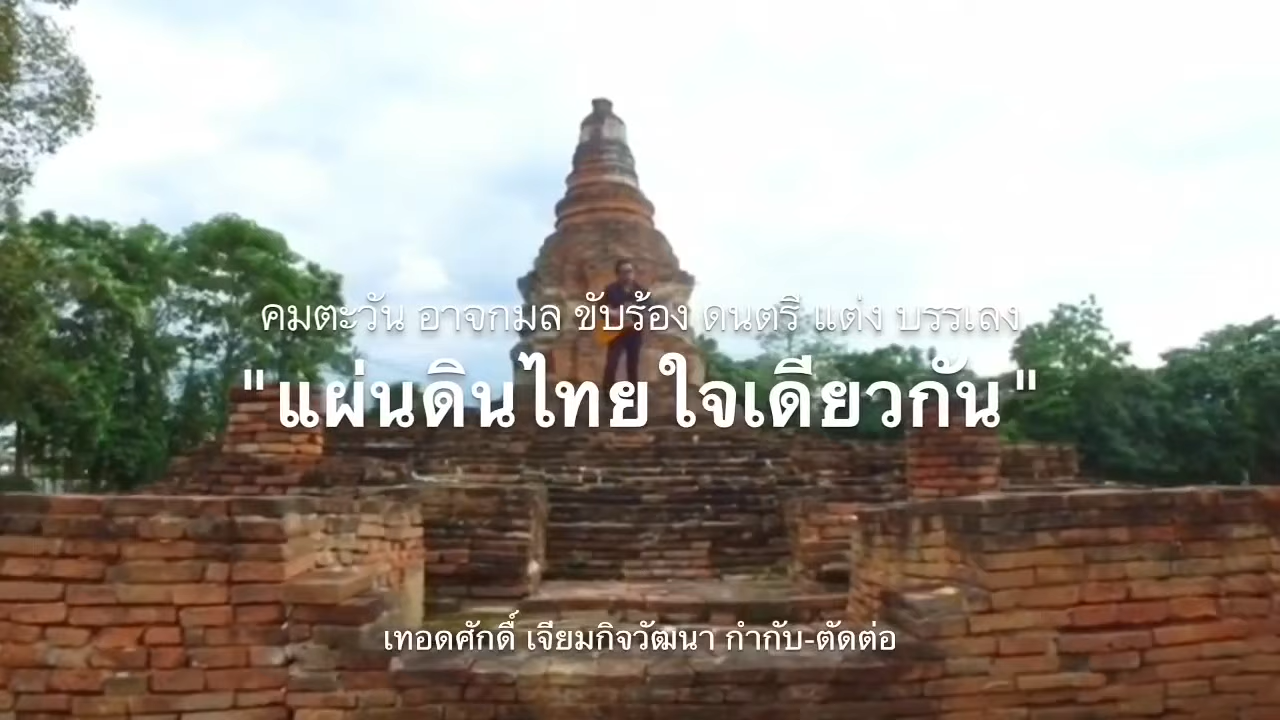 คมตะวัน อาจกมล ขับร้อง ดนตรี แต่ง บรรเลง
"แผ่นดินไทยใจเดียวกัน"
เทอดศักดิ์ เจียมกิจวัฒนา กำกับ-ตัดต่อ